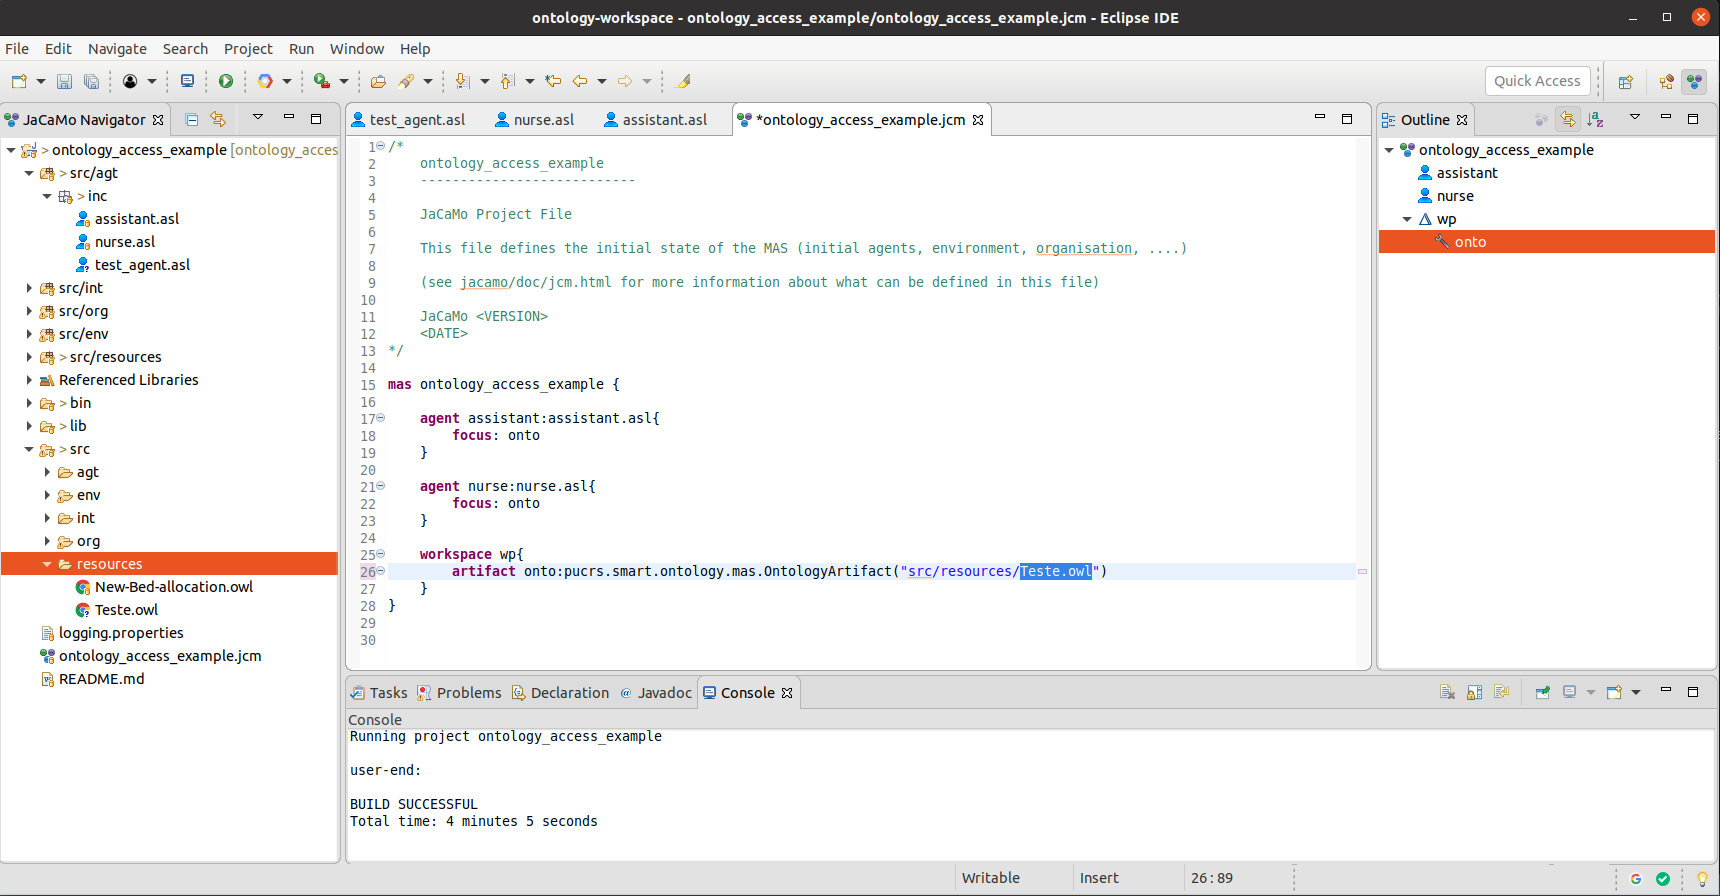 ontology-workspace - ontology_access_example/ontology_access_example.jcm - Eclipse IDE
File Edit Navigate Search Project Run Window Help
Quick Access
JaCaMo Navigator
> ontology_access_example [ontology_acces
> src/agt
> inc
assistant.asl
nurse.asl
test_agent.asl
src/int
src/org
src/env
> src/resources
Referenced Libraries
> bin
> lib
> src
agt
env
int
org
resources
New-Bed-allocation.owl
Teste.owl
logging.properties
ontology_access_example.jcm
README.md
test_agent.asl nurse.asl assistant.asl *ontology_access_example.jcm
1 /*
2 ontology_access_example
3 ---------------------------
4
5 JaCaMo Project File
6
7 This file defines the initial state of the MAS (initial agents, environment, organisation, ....)
8
9 (see jacamo/doc/jcm.html for more information about what can be defined in this file)
10
11 JaCaMo <VERSION>
12 <DATE>
13 */
14
15 mas ontology_access_example {
16
17 agent assistant:assistant.asl{
18 focus: onto
19 }
20
21 agent nurse:nurse.asl{
22 focus: onto
23 }
24
25 workspace wp{
26 artifact onto:pucrs.smart.ontology.mas.OntologyArtifact("src/resources/Teste.owl")
27 }
28 }
29
30
Outline
ontology_access_example
assistant
nurse
wp
onto
Tasks Problems Declaration @ Javadoc Console
Console
Running project ontology_access_example
user-end:
BUILD SUCCESSFUL
Total time: 4 minutes 5 seconds
Writable Insert 26:89